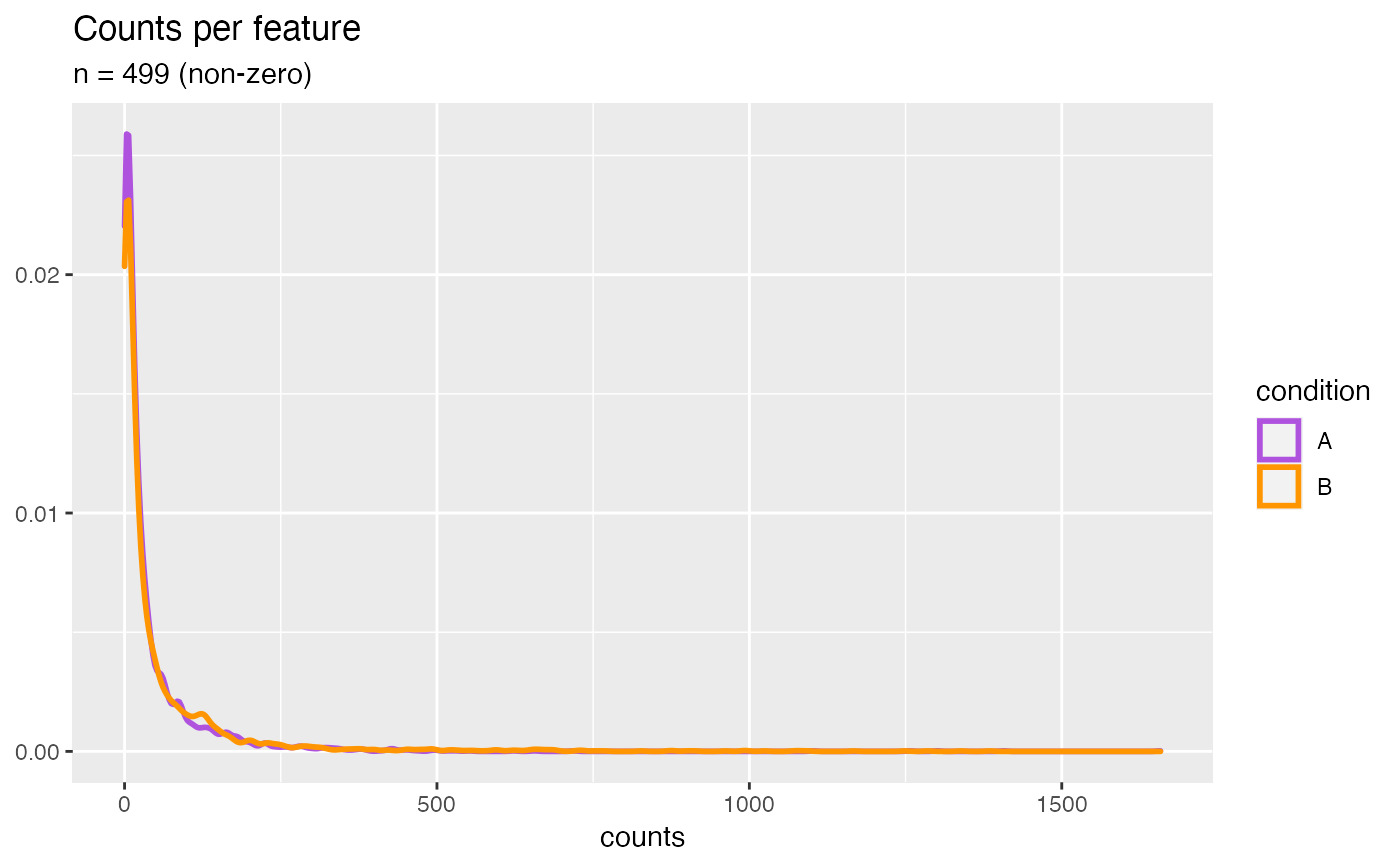 Counts per feature
n = 499 (non-zero)
0.02
0.01
0.00
0
500
1000
1500
counts
condition
A
B